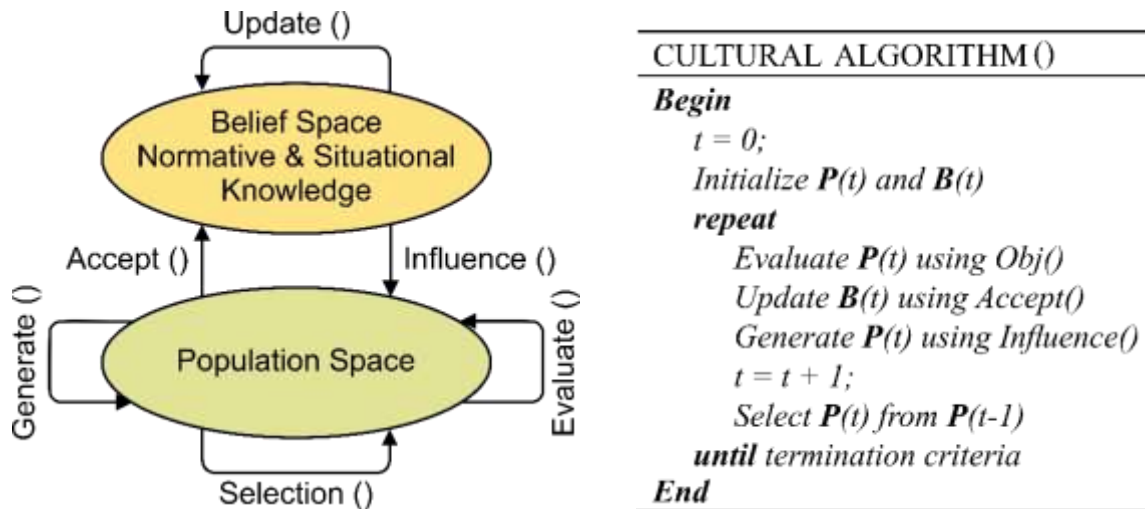 Update ()
Belief Space
Normative & Situational
Knowledge
Accept ()
Influence ()
Generate ()
Population Space
Evaluate ()
Selection ()
CULTURAL ALGORITHM ()
Begin
t = 0;
Initialize P(t) and B(t)
repeat
Evaluate P(t) using Obj()
Update B(t) using Accept()
Generate P(t) using Influence()
t = t + 1;
Select P(t) from P(t-1)
until termination criteria
End